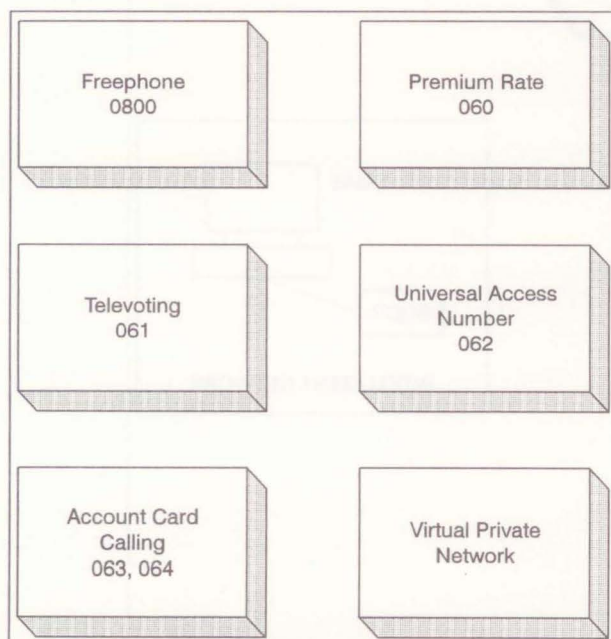 Freephone
0800
Premium Rate
060
Televoting
061
Universal Access
Number
062
Account Card
Calling
063, 064
Virtual Private
Network